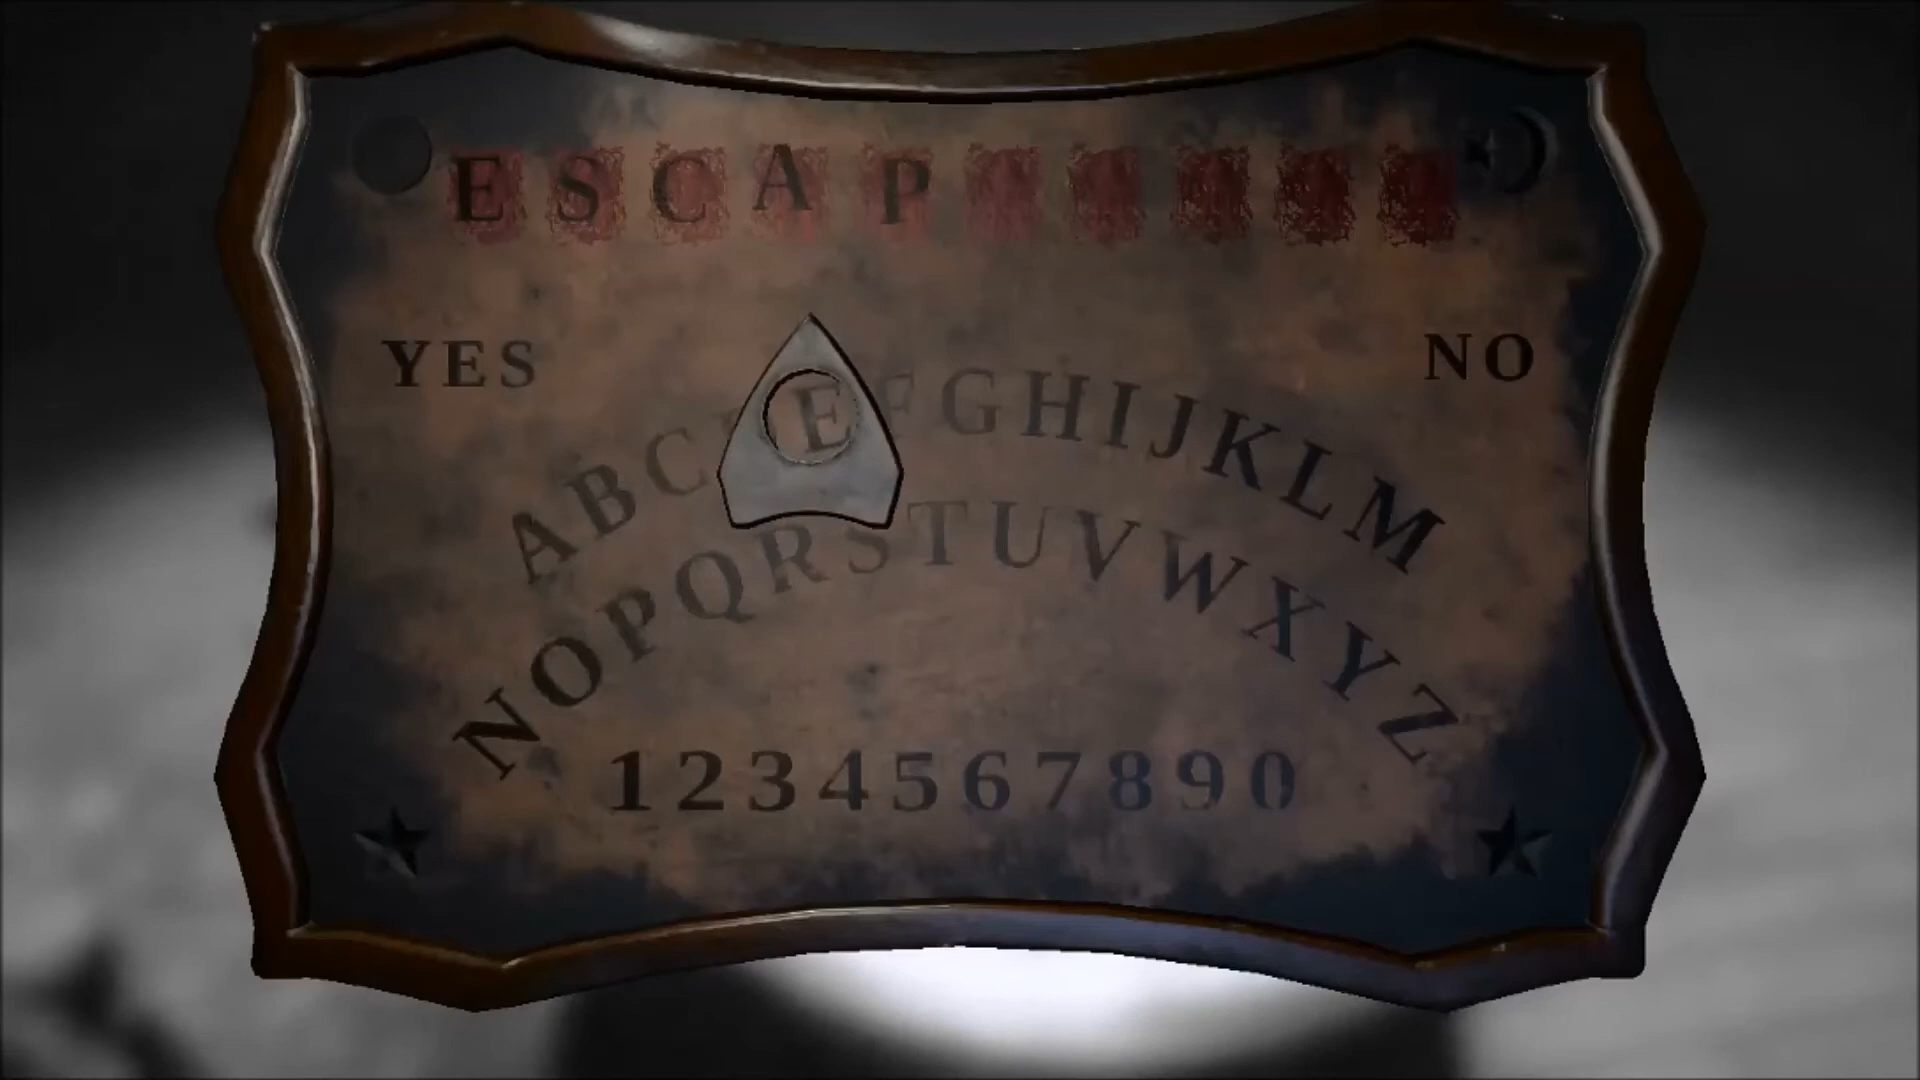 ESCAP
YES NO
ABCDEFGHIJKLM
NOPQRSTUVWXYZ
1234567890